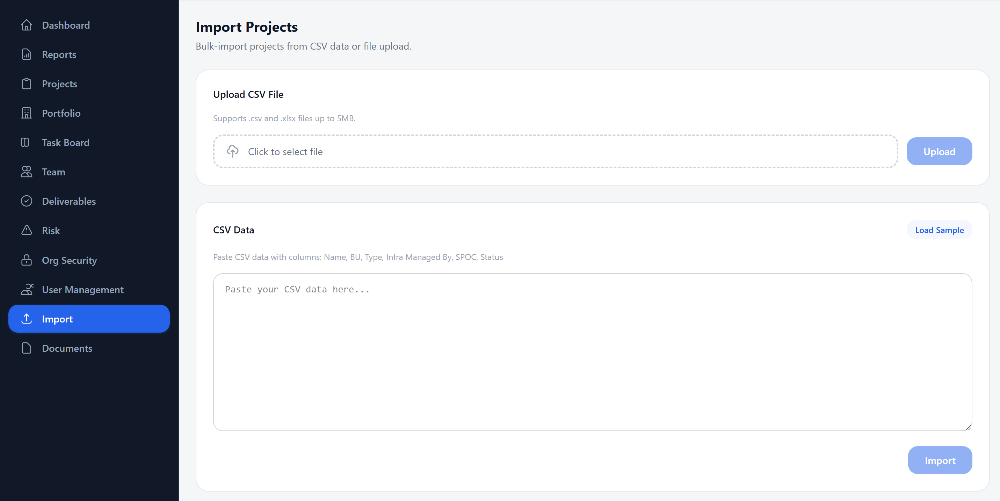 Dashboard
Reports
Projects
Portfolio
Task Board
Team
Deliverables
Risk
Org Security
User Management
Import
Documents
Import Projects
Bulk-import projects from CSV data or file upload.
Upload CSV File
Supports .csv and .xlsx files up to 5MB.
Click to select file
Upload
CSV Data
Load Sample
Paste CSV data with columns: Name, BU, Type, Infra Managed By, SPOC, Status
Paste your CSV data here...
Import